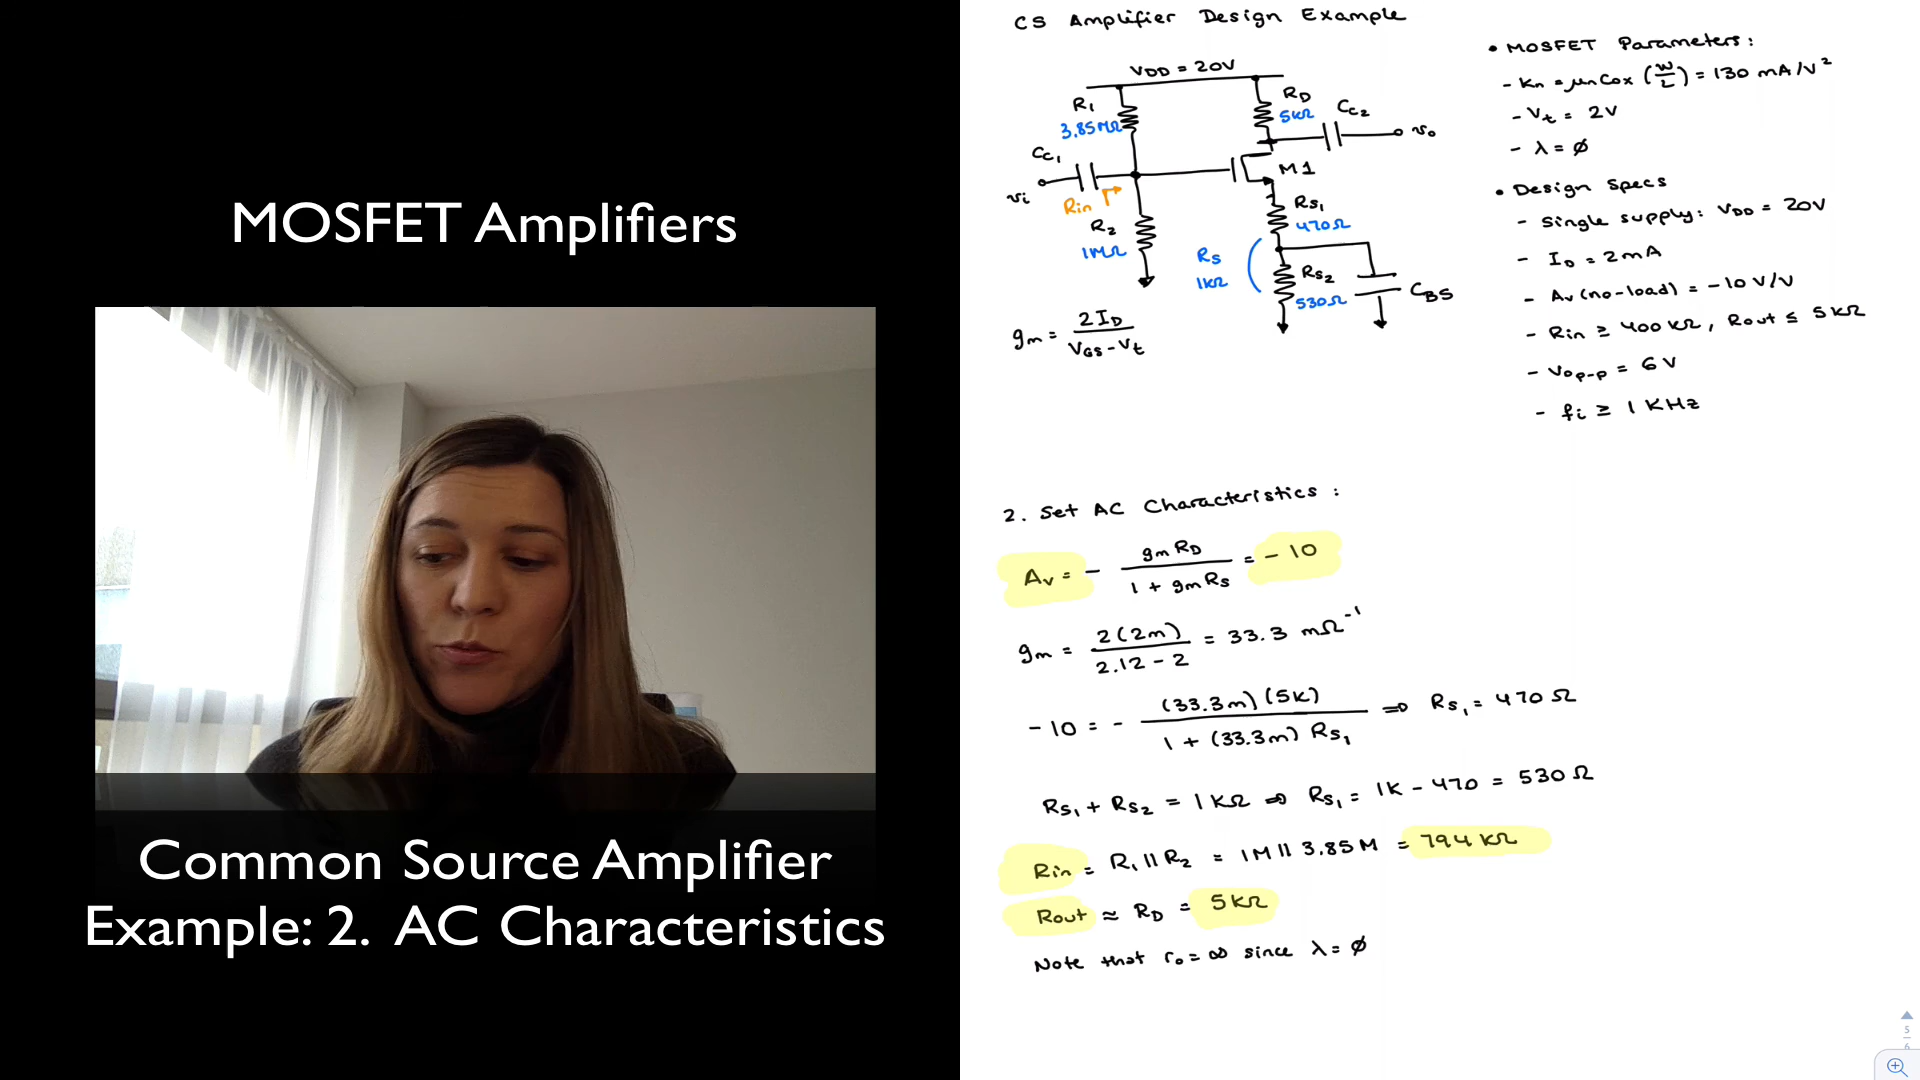 MOSFET Amplifiers
Common Source Amplifier
Example: 2. AC Characteristics
CS Amplifier Design Example
VDD = 20V
R1
3.85MΩ
RD
5kΩ
CC2
vo
CC1
vi
Rin
M1
R2
1MΩ
RS1
470Ω
RS
1kΩ
RS2
530Ω
CBS
gm = 2ID / (VGS - Vt)
• MOSFET Parameters:
- Kn = μnCox (W/L) = 130 mA/V²
- Vt = 2V
- λ = ∅
• Design Specs
- Single supply: VDD = 20V
- ID = 2mA
- Av (no-load) = -10 V/V
- Rin ≥ 400 kΩ, Rout ≤ 5kΩ
- Vop-p = 6V
- fi ≥ 1 KHz
2. Set AC Characteristics:
Av = - gmRD / (1 + gmRS) = -10
gm = 2(2m) / (2.12 - 2) = 33.3 mΩ⁻¹
-10 = - (33.3m)(5K) / (1 + (33.3m) RS1) ⇒ RS1 = 470Ω
RS1 + RS2 = 1KΩ ⇒ RS1 = 1K - 470 = 530Ω
Rin = R1 || R2 = 1M || 3.85M = 794 kΩ
Rout ≈ RD = 5kΩ
Note that ro = ∞ since λ = ∅
5
6